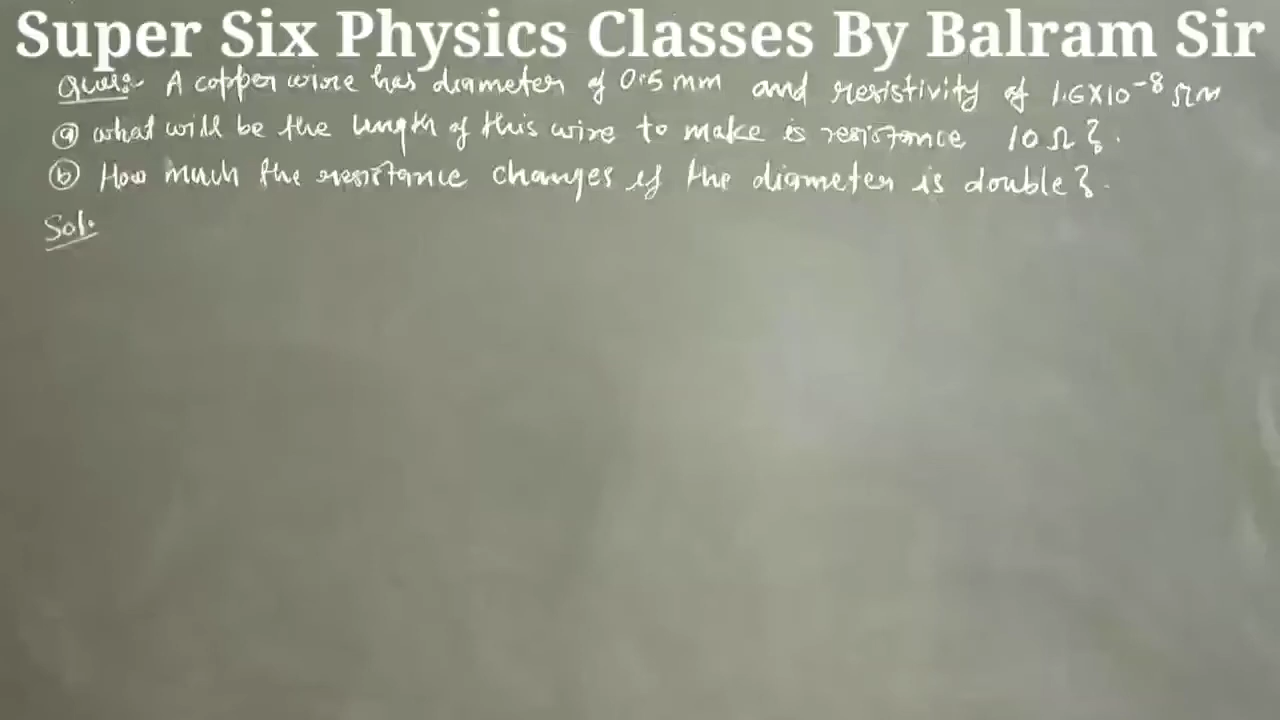 Super Six Physics Classes By Balram Sir
Ques:- A copper wire has diameter of 0.5 mm and resistivity of 1.6×10⁻⁸ Ωm
ⓐ what will be the length of this wire to make is resistance 10 Ω ?.
ⓑ How much the resistance changes if the diameter is double ?.
Sol.